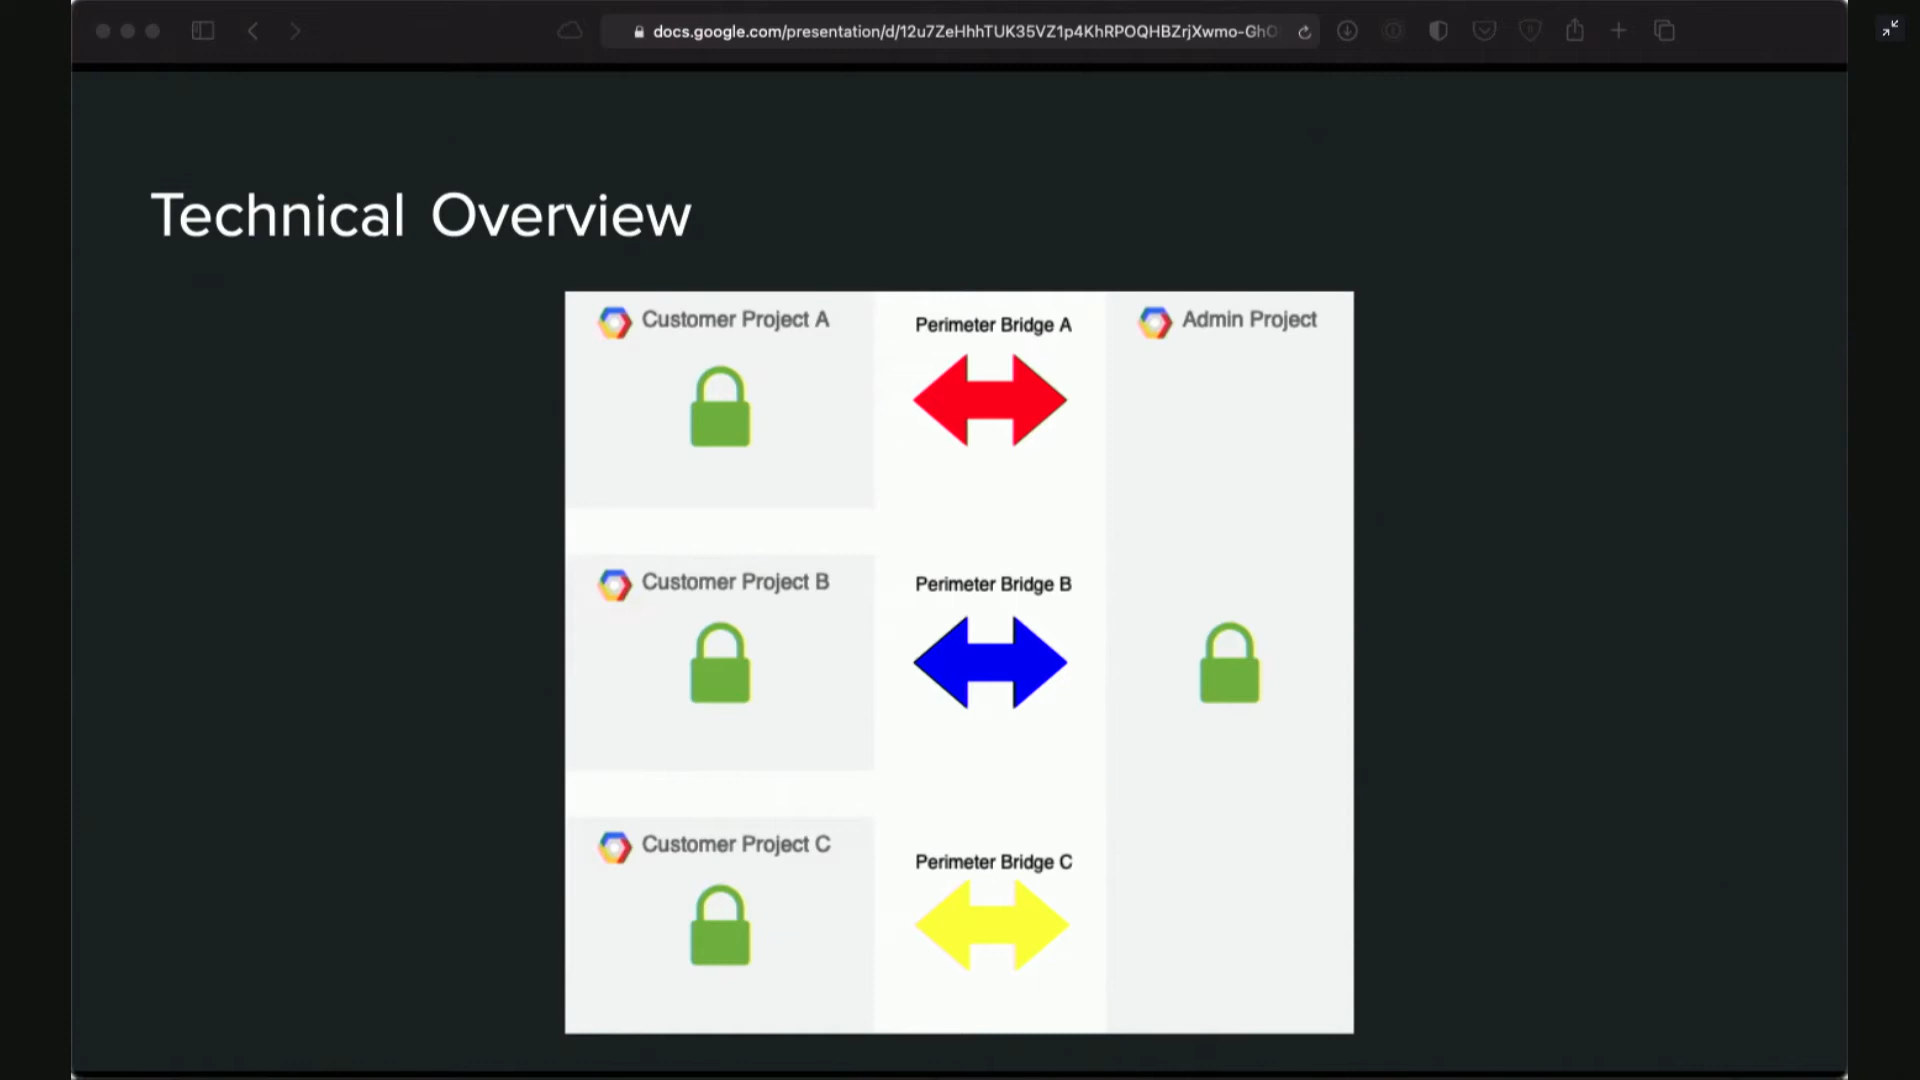 docs.google.com/presentation/d/12u7ZeHhhTUK35VZ1p4KhRPOQHBZrjXwmo-GhO
Technical Overview
Customer Project A
Perimeter Bridge A
Admin Project
Customer Project B
Perimeter Bridge B
Customer Project C
Perimeter Bridge C